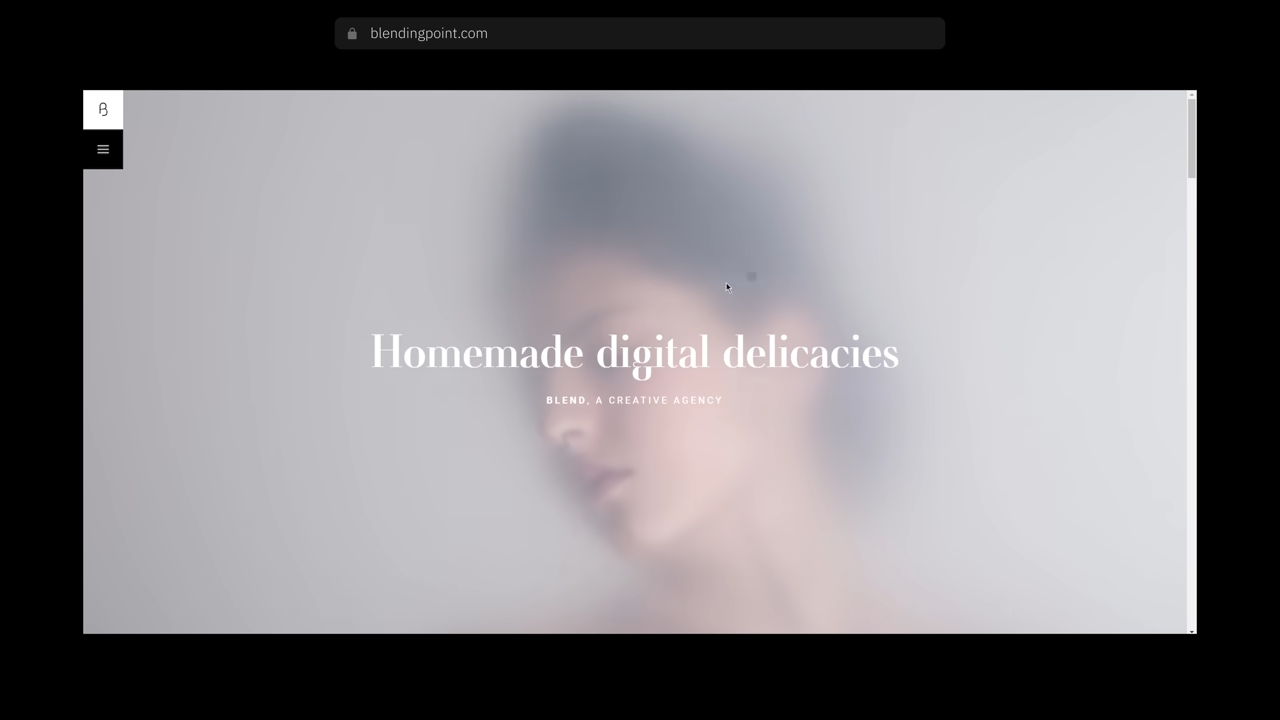 blendingpoint.com
β
Homemade digital delicacies
BLEND, A CREATIVE AGENCY